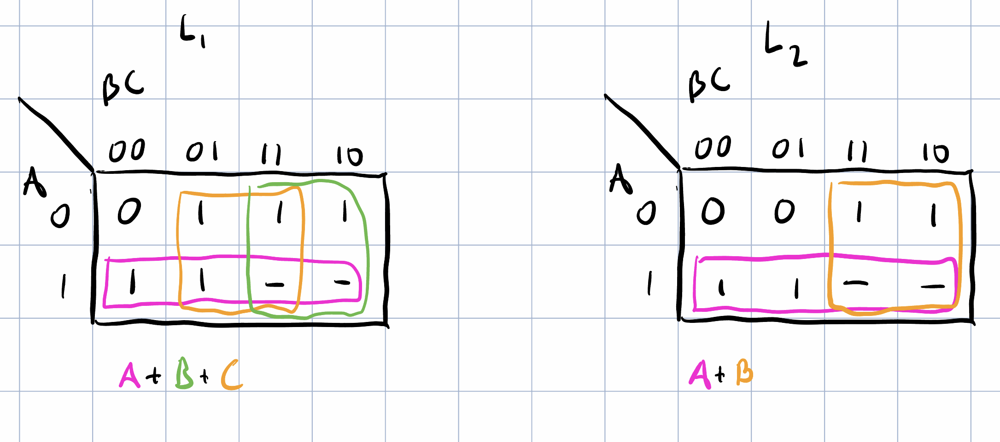 L1
BC
00 01 11 10
A
0 0 1 1 1
1 1 1 - -
A + B + C
L2
BC
00 01 11 10
A
0 0 0 1 1
1 1 1 - -
A + B